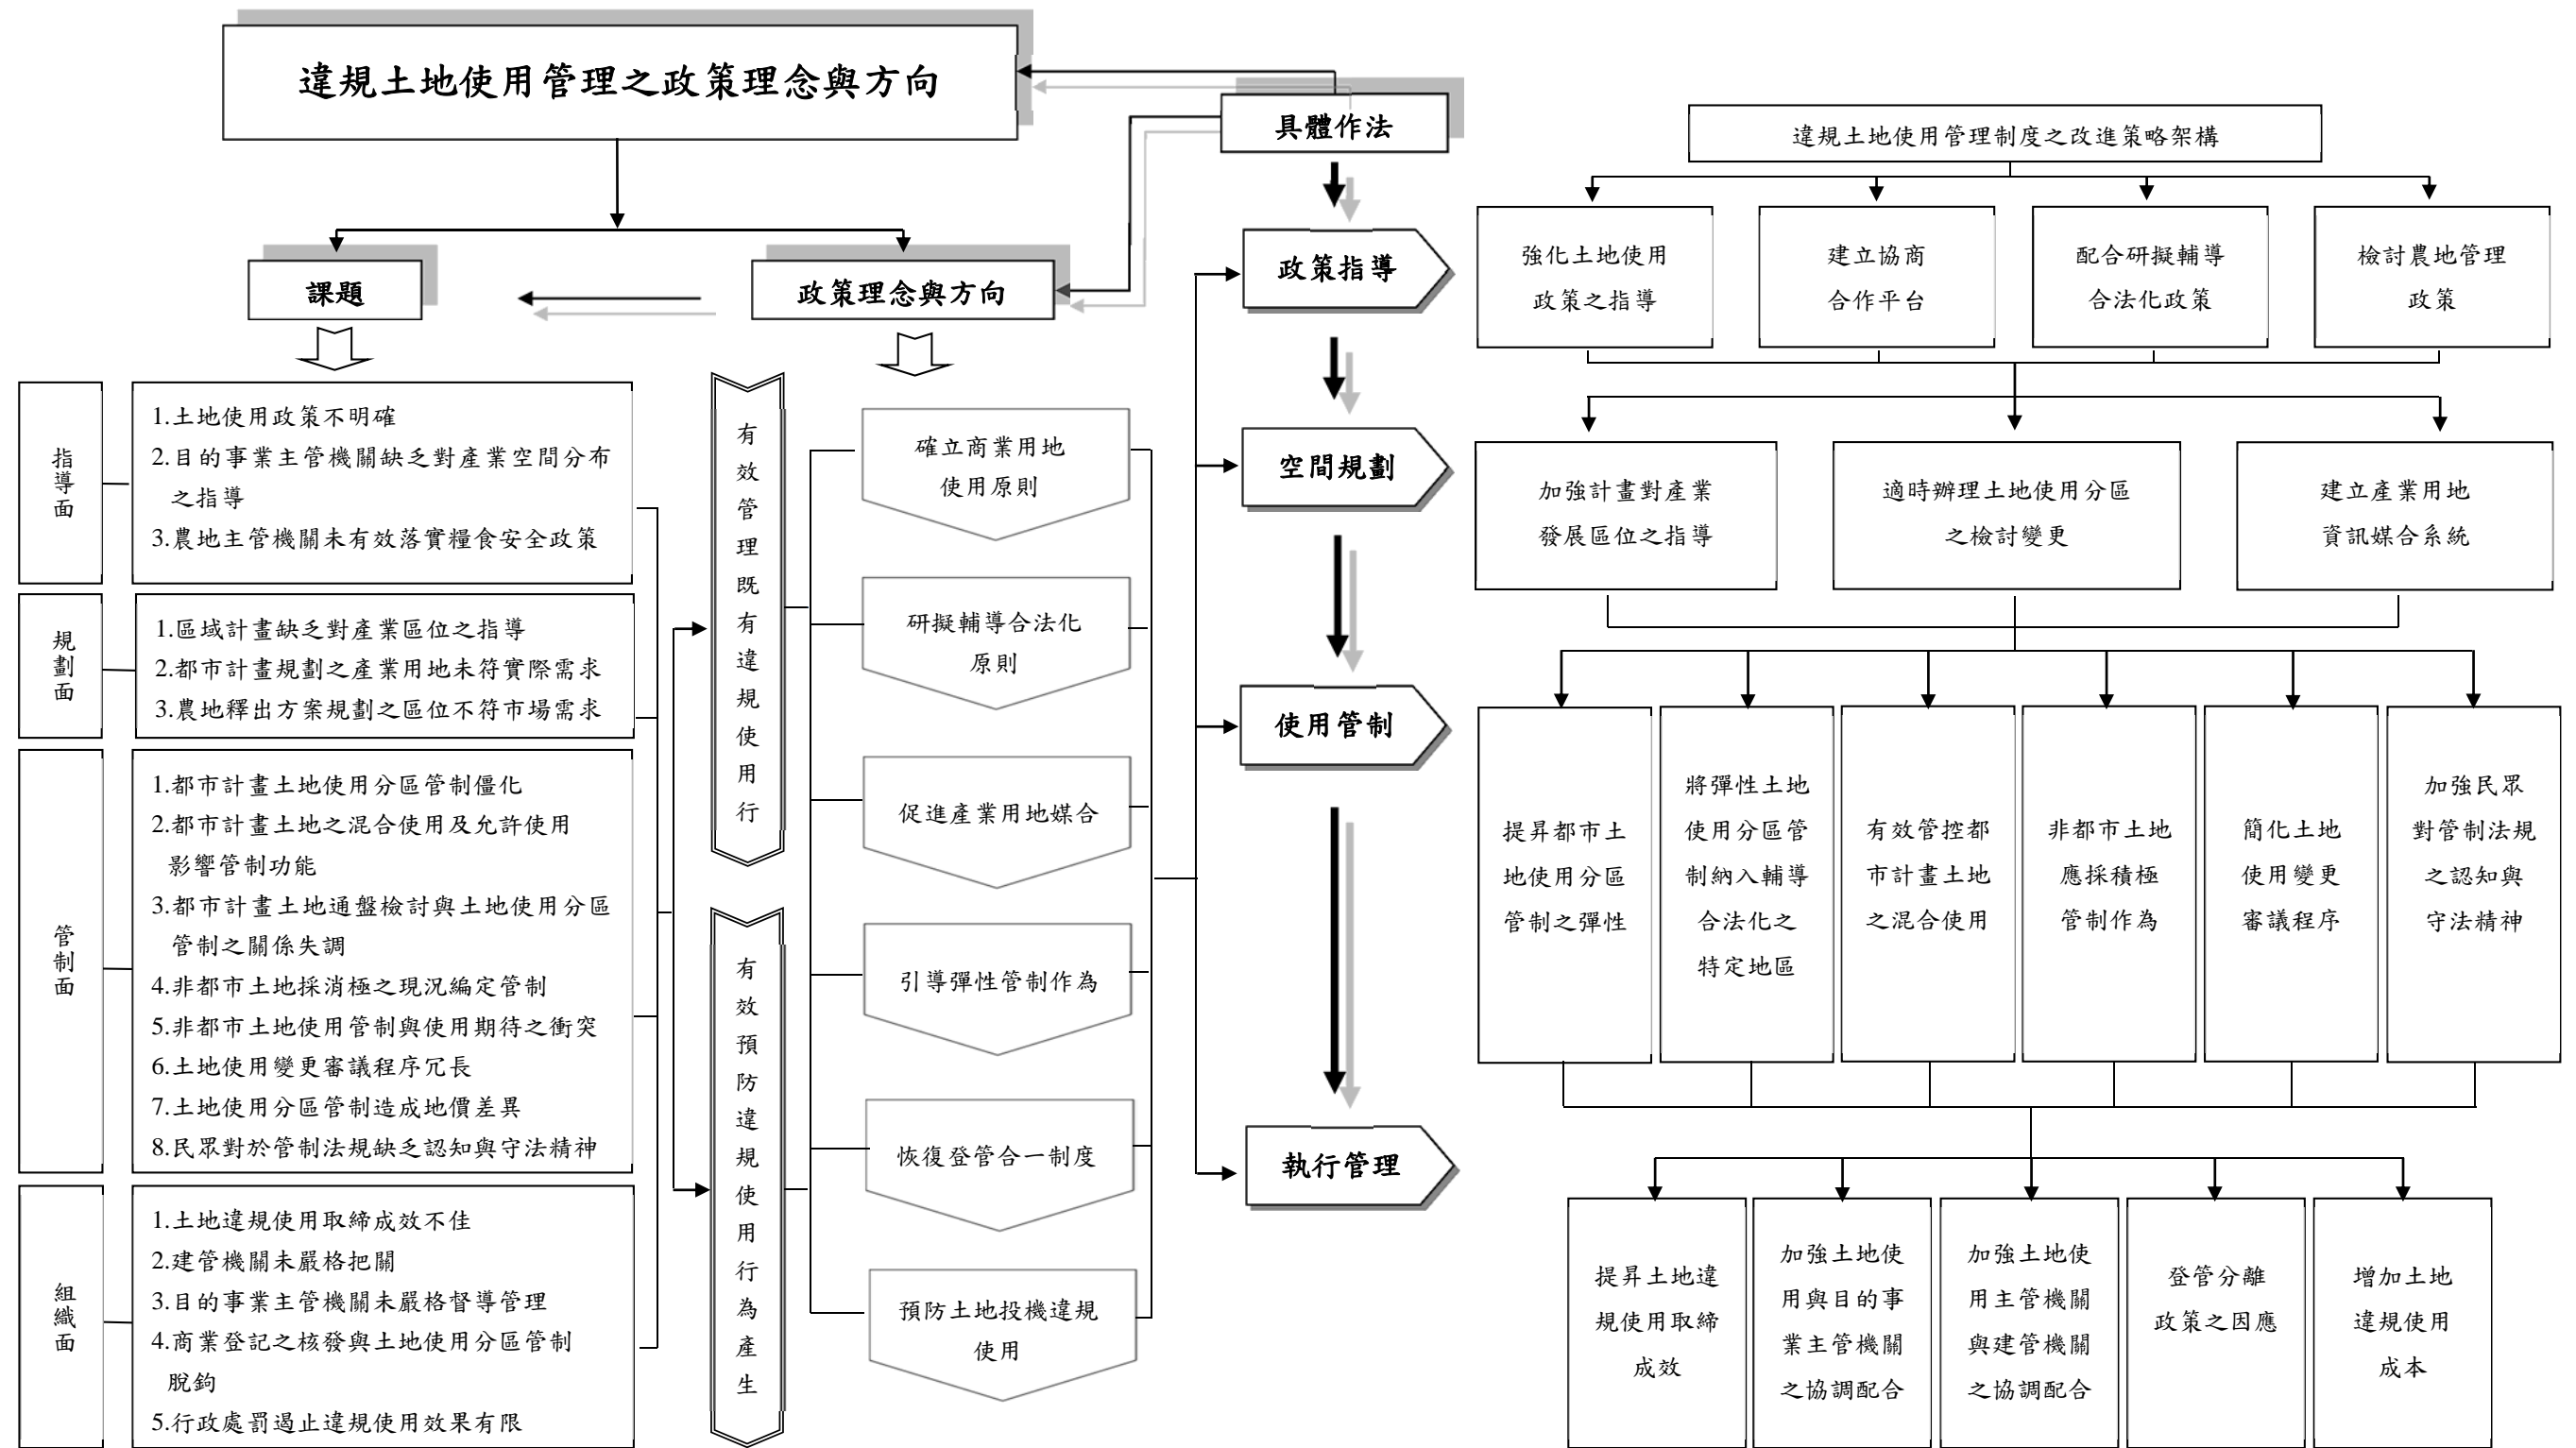 違規土地使用管理之政策理念與方向
具體作法
課題
政策理念與方向
指導面
1.土地使用政策不明確
2.目的事業主管機關缺乏對產業空間分布
之指導
3.農地主管機關未有效落實糧食安全政策
規劃面
1.區域計畫缺乏對產業區位之指導
2.都市計畫規劃之產業用地未符實際需求
3.農地釋出方案規劃之區位不符市場需求
管制面
1.都市計畫土地使用分區管制僵化
2.都市計畫土地之混合使用及允許使用
影響管制功能
3.都市計畫土地通盤檢討與土地使用分區
管制之關係失調
4.非都市土地採消極之現況編定管制
5.非都市土地使用管制與使用期待之衝突
6.土地使用變更審議程序冗長
7.土地使用分區管制造成地價差異
8.民眾對於管制法規缺乏認知與守法精神
組織面
1.土地違規使用取締成效不佳
2.建管機關未嚴格把關
3.目的事業主管機關未嚴格督導管理
4.商業登記之核發與土地使用分區管制
脫鉤
5.行政處罰遏止違規使用效果有限
有效管理既有違規使用行
有效預防違規使用行為產生
確立商業用地
使用原則
研擬輔導合法化
原則
促進產業用地媒合
引導彈性管制作為
恢復登管合一制度
預防土地投機違規
使用
政策指導
空間規劃
使用管制
執行管理
違規土地使用管理制度之改進策略架構
強化土地使用
政策之指導
建立協商
合作平台
配合研擬輔導
合法化政策
檢討農地管理
政策
加強計畫對產業
發展區位之指導
適時辦理土地使用分區
之檢討變更
建立產業用地
資訊媒合系統
提昇都市土
地使用分區
管制之彈性
將彈性土地
使用分區管
制納入輔導
合法化之
特定地區
有效管控都
市計畫土地
之混合使用
非都市土地
應採積極
管制作為
簡化土地
使用變更
審議程序
加強民眾
對管制法規
之認知與
守法精神
提昇土地違
規使用取締
成效
加強土地使
用與目的事
業主管機關
之協調配合
加強土地使
用主管機關
與建管機關
之協調配合
登管分離
政策之因應
增加土地
違規使用
成本